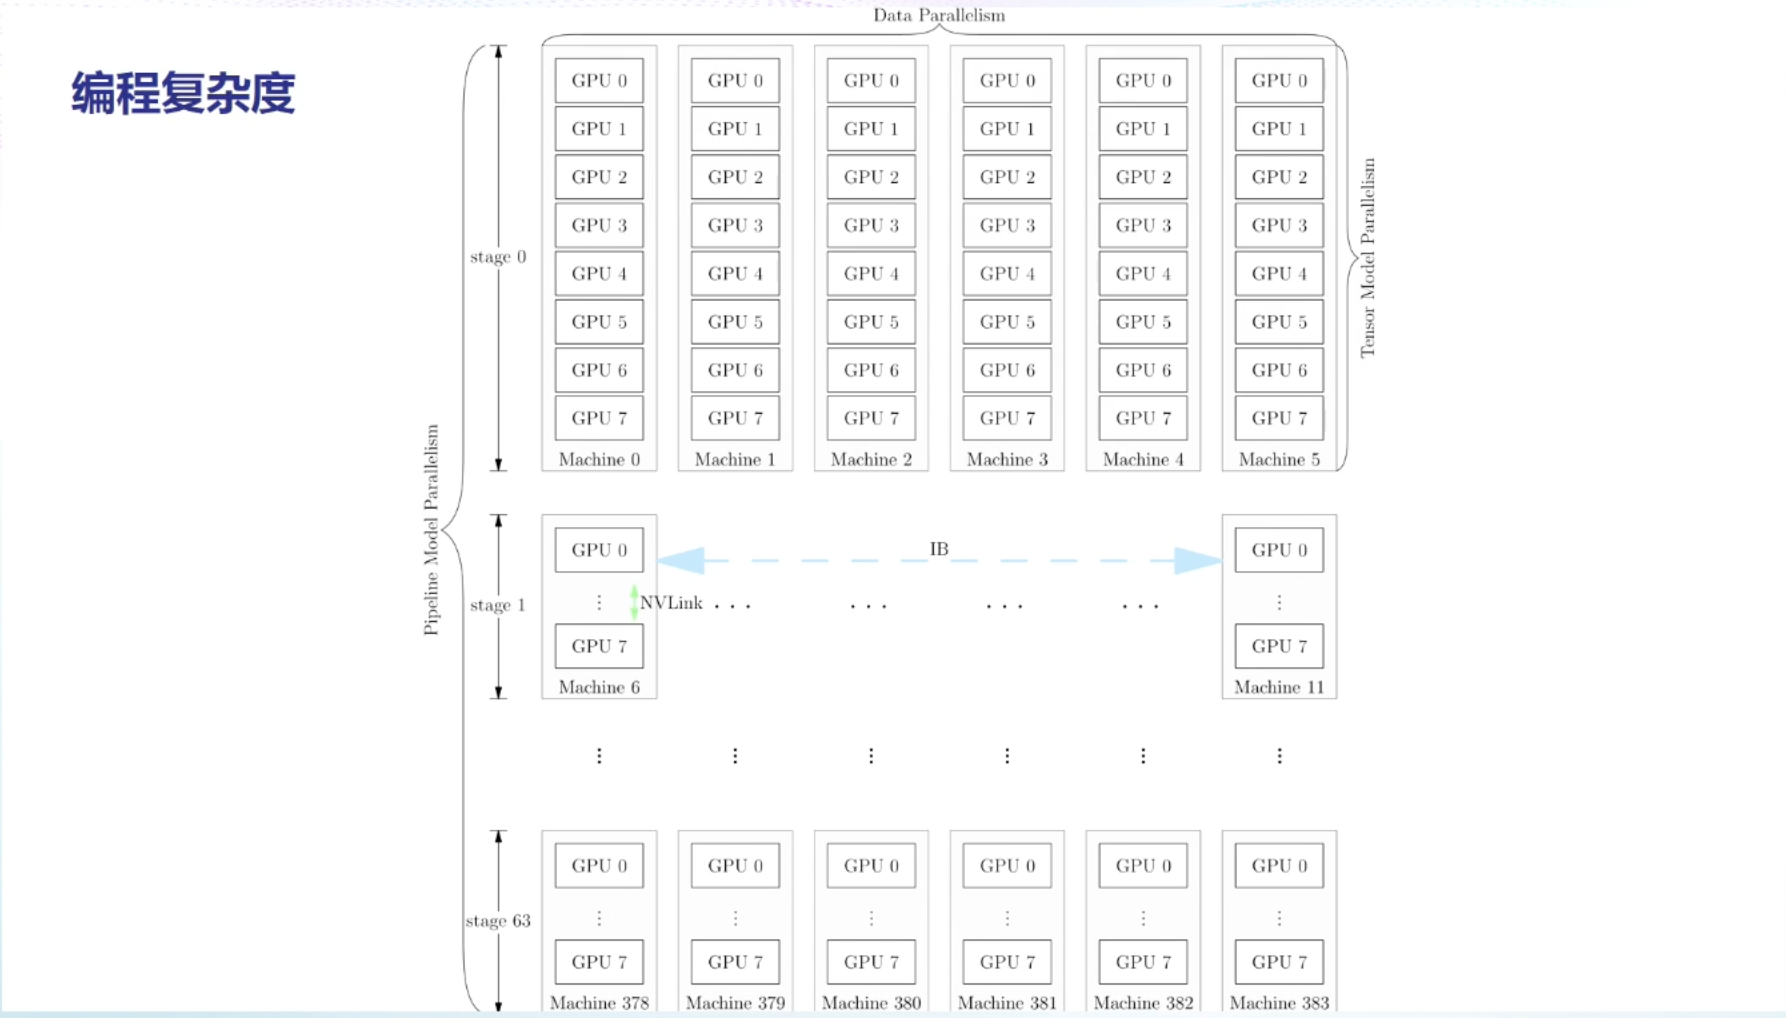 编程复杂度
Data Parallelism
Pipeline Model Parallelism
Tensor Model Parallelism
stage 0
GPU 0 GPU 0 GPU 0 GPU 0 GPU 0 GPU 0
GPU 1 GPU 1 GPU 1 GPU 1 GPU 1 GPU 1
GPU 2 GPU 2 GPU 2 GPU 2 GPU 2 GPU 2
GPU 3 GPU 3 GPU 3 GPU 3 GPU 3 GPU 3
GPU 4 GPU 4 GPU 4 GPU 4 GPU 4 GPU 4
GPU 5 GPU 5 GPU 5 GPU 5 GPU 5 GPU 5
GPU 6 GPU 6 GPU 6 GPU 6 GPU 6 GPU 6
GPU 7 GPU 7 GPU 7 GPU 7 GPU 7 GPU 7
Machine 0 Machine 1 Machine 2 Machine 3 Machine 4 Machine 5
stage 1
GPU 0 IB GPU 0
⋮ NVLink ... ... ... ... ⋮
GPU 7 GPU 7
Machine 6 Machine 11
⋮ ⋮ ⋮ ⋮ ⋮ ⋮
stage 63
GPU 0 GPU 0 GPU 0 GPU 0 GPU 0 GPU 0
⋮ ⋮ ⋮ ⋮ ⋮ ⋮
GPU 7 GPU 7 GPU 7 GPU 7 GPU 7 GPU 7
Machine 378 Machine 379 Machine 380 Machine 381 Machine 382 Machine 383